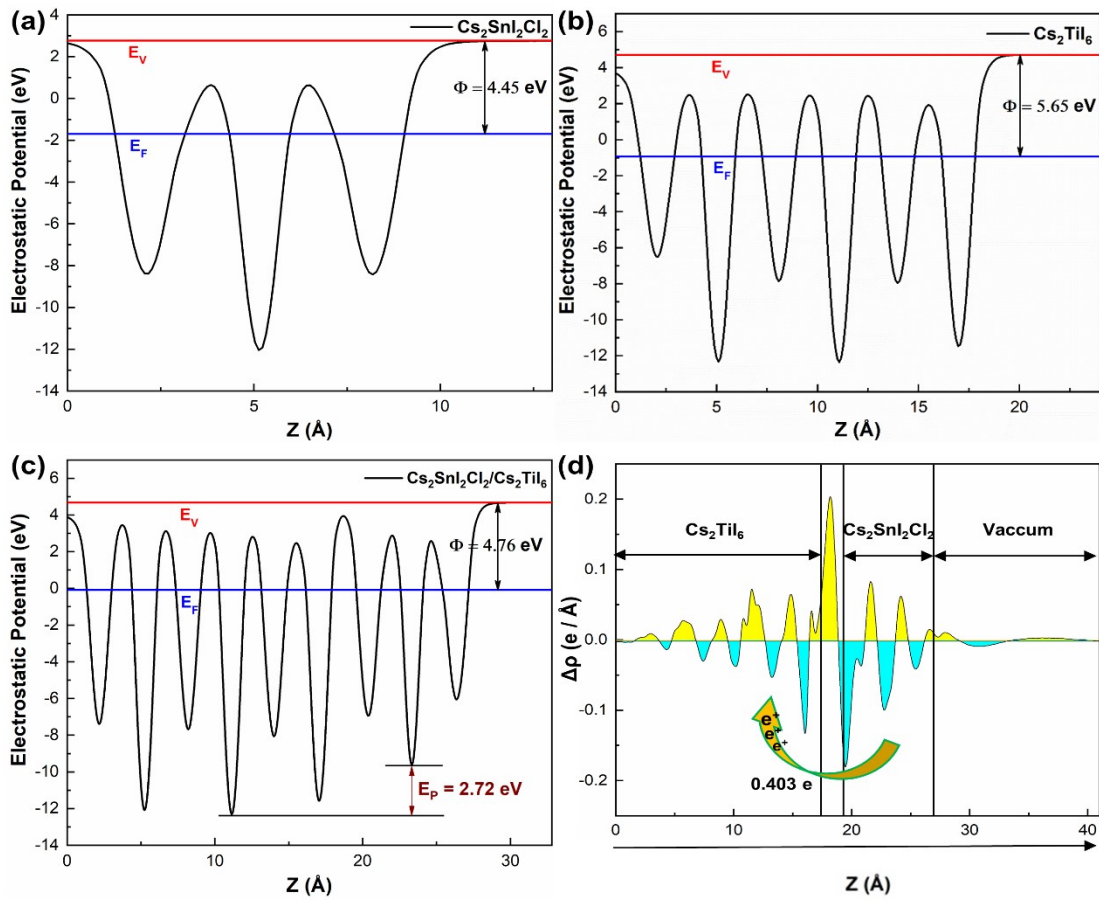 (a)
Cs₂SnI₂Cl₂
Eᵥ
Φ = 4.45 eV
E_F
Electrostatic Potential (eV)
4
2
0
-2
-4
-6
-8
-10
-12
-14
0
5
10
Z (Å)
(b)
Cs₂TiI₆
Eᵥ
Φ = 5.65 eV
E_F
Electrostatic Potential (eV)
6
4
2
0
-2
-4
-6
-8
-10
-12
-14
0
5
10
15
20
Z (Å)
(c)
Cs₂SnI₂Cl₂/Cs₂TiI₆
Eᵥ
Φ = 4.76 eV
E_F
E_P = 2.72 eV
Electrostatic Potential (eV)
6
4
2
0
-2
-4
-6
-8
-10
-12
-14
0
10
20
30
Z (Å)
(d)
Cs₂TiI₆
Cs₂SnI₂Cl₂
Vaccum
e⁺
e⁺
e⁺
0.403 e
Δρ (e / Å)
0.2
0.1
0.0
-0.1
-0.2
0
10
20
30
40
Z (Å)